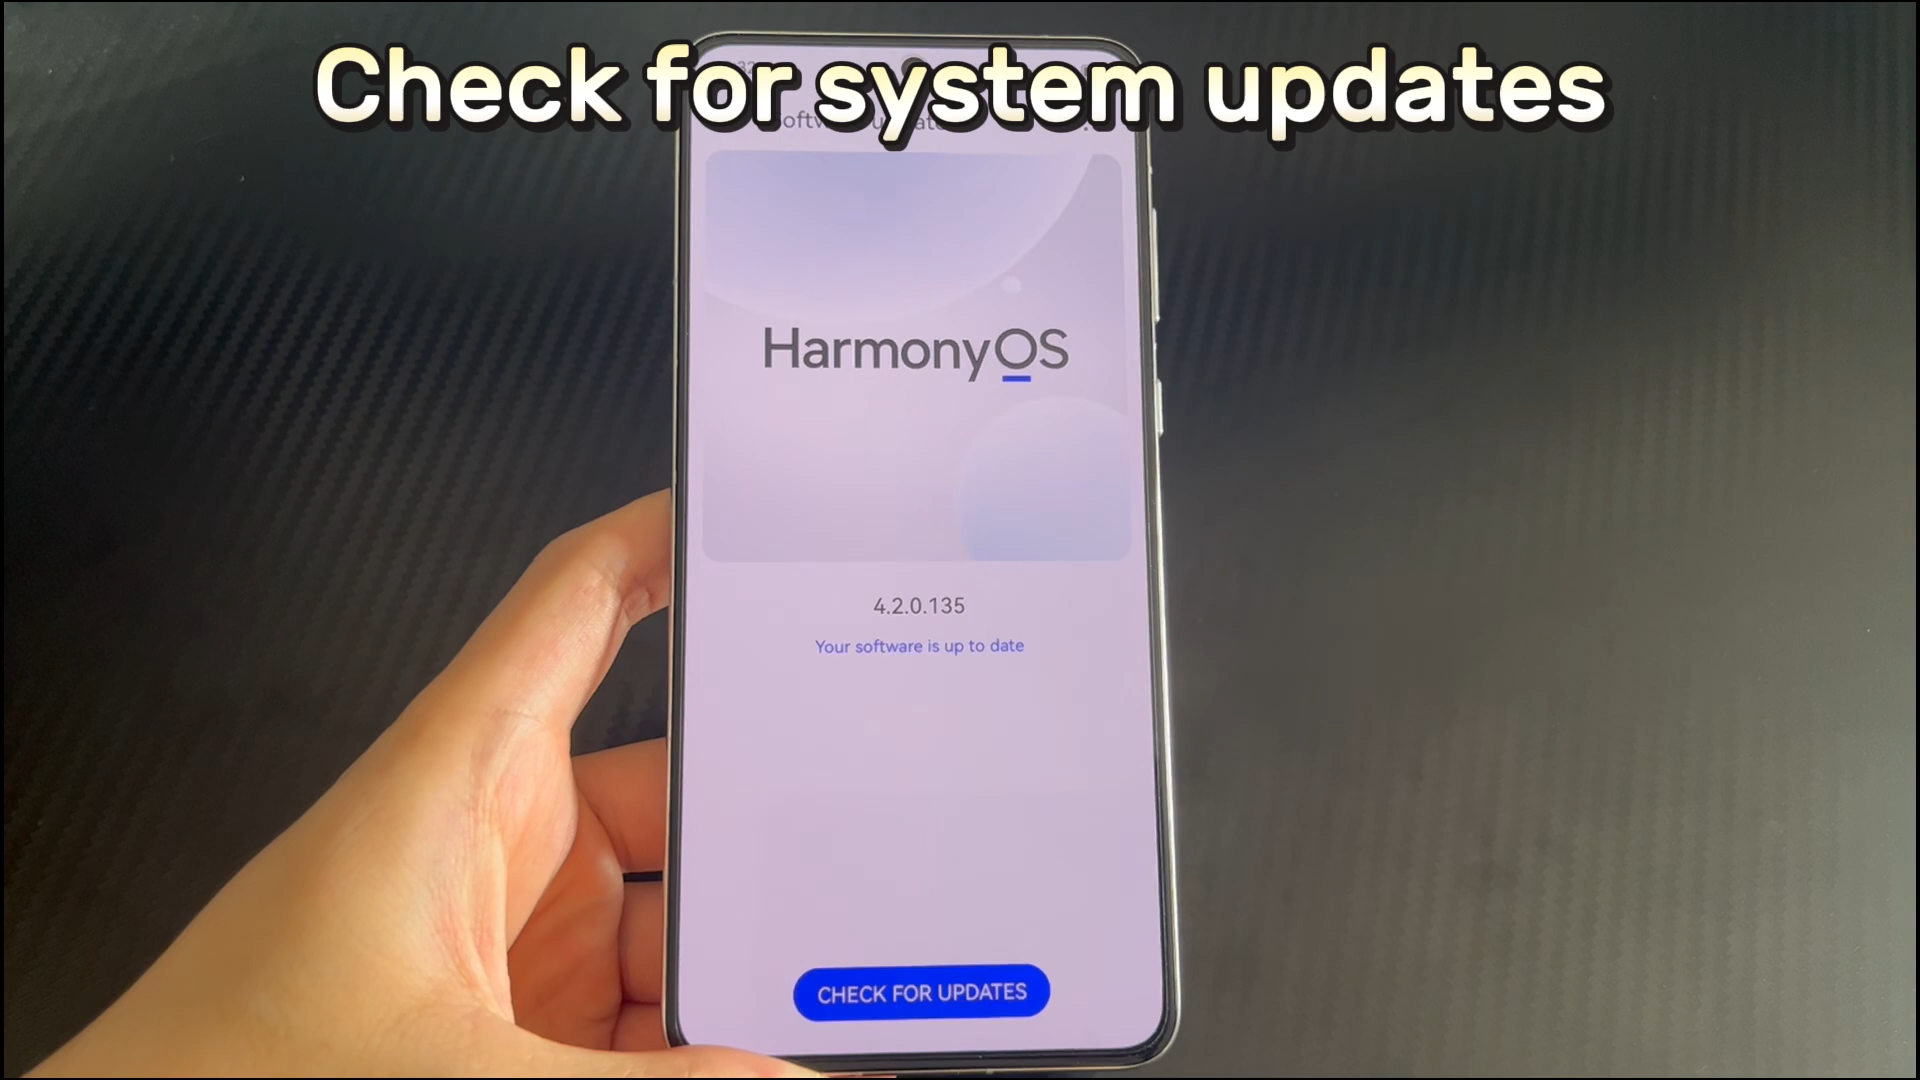 Check for system updates
HarmonyOS
4.2.0.135
Your software is up to date
CHECK FOR UPDATES